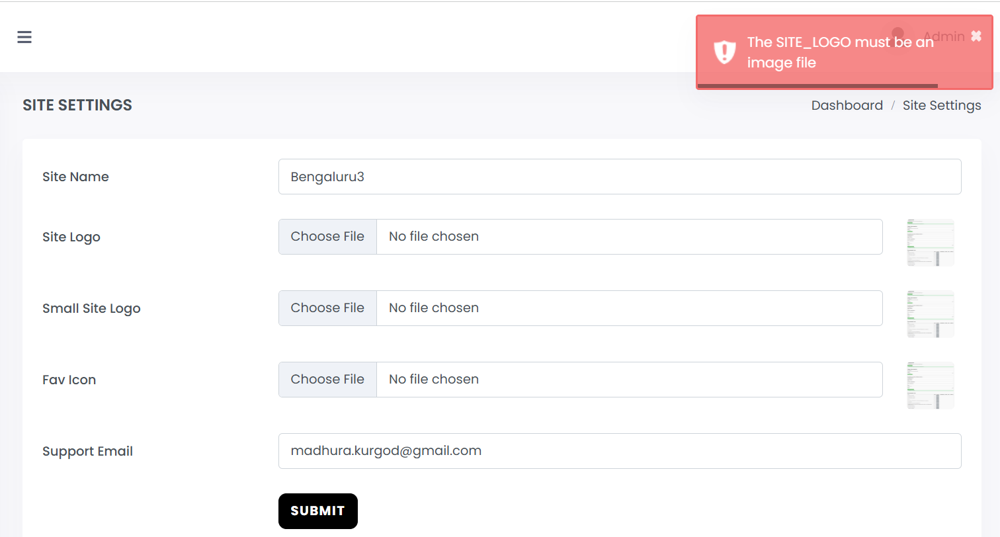 Admin ✖
The SITE_LOGO must be an
image file
SITE SETTINGS
Dashboard / Site Settings
Site Name
Bengaluru3
Site Logo
Choose File No file chosen
Small Site Logo
Choose File No file chosen
Fav Icon
Choose File No file chosen
Support Email
madhura.kurgod@gmail.com
SUBMIT